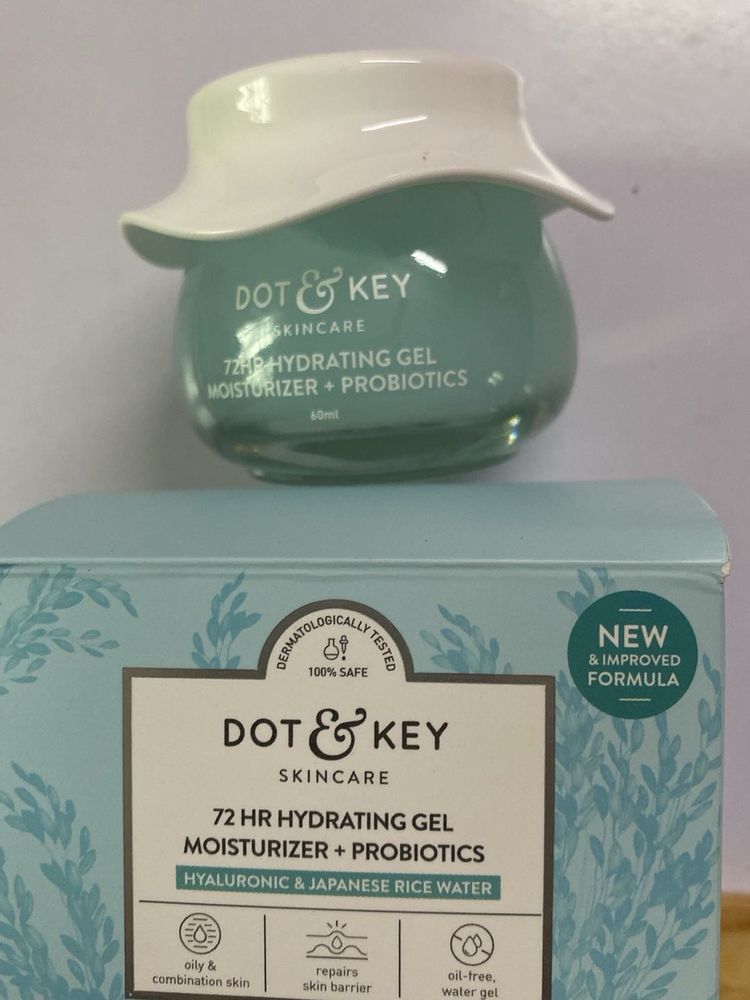 DOT & KEY
SKINCARE
72HR HYDRATING GEL
MOISTURIZER + PROBIOTICS
60ml
DERMATOLOGICALLY TESTED
100% SAFE
NEW
& IMPROVED
FORMULA
DOT & KEY
SKINCARE
72 HR HYDRATING GEL
MOISTURIZER + PROBIOTICS
HYALURONIC & JAPANESE RICE WATER
oily &
combination skin
repairs
skin barrier
oil-free,
water gel